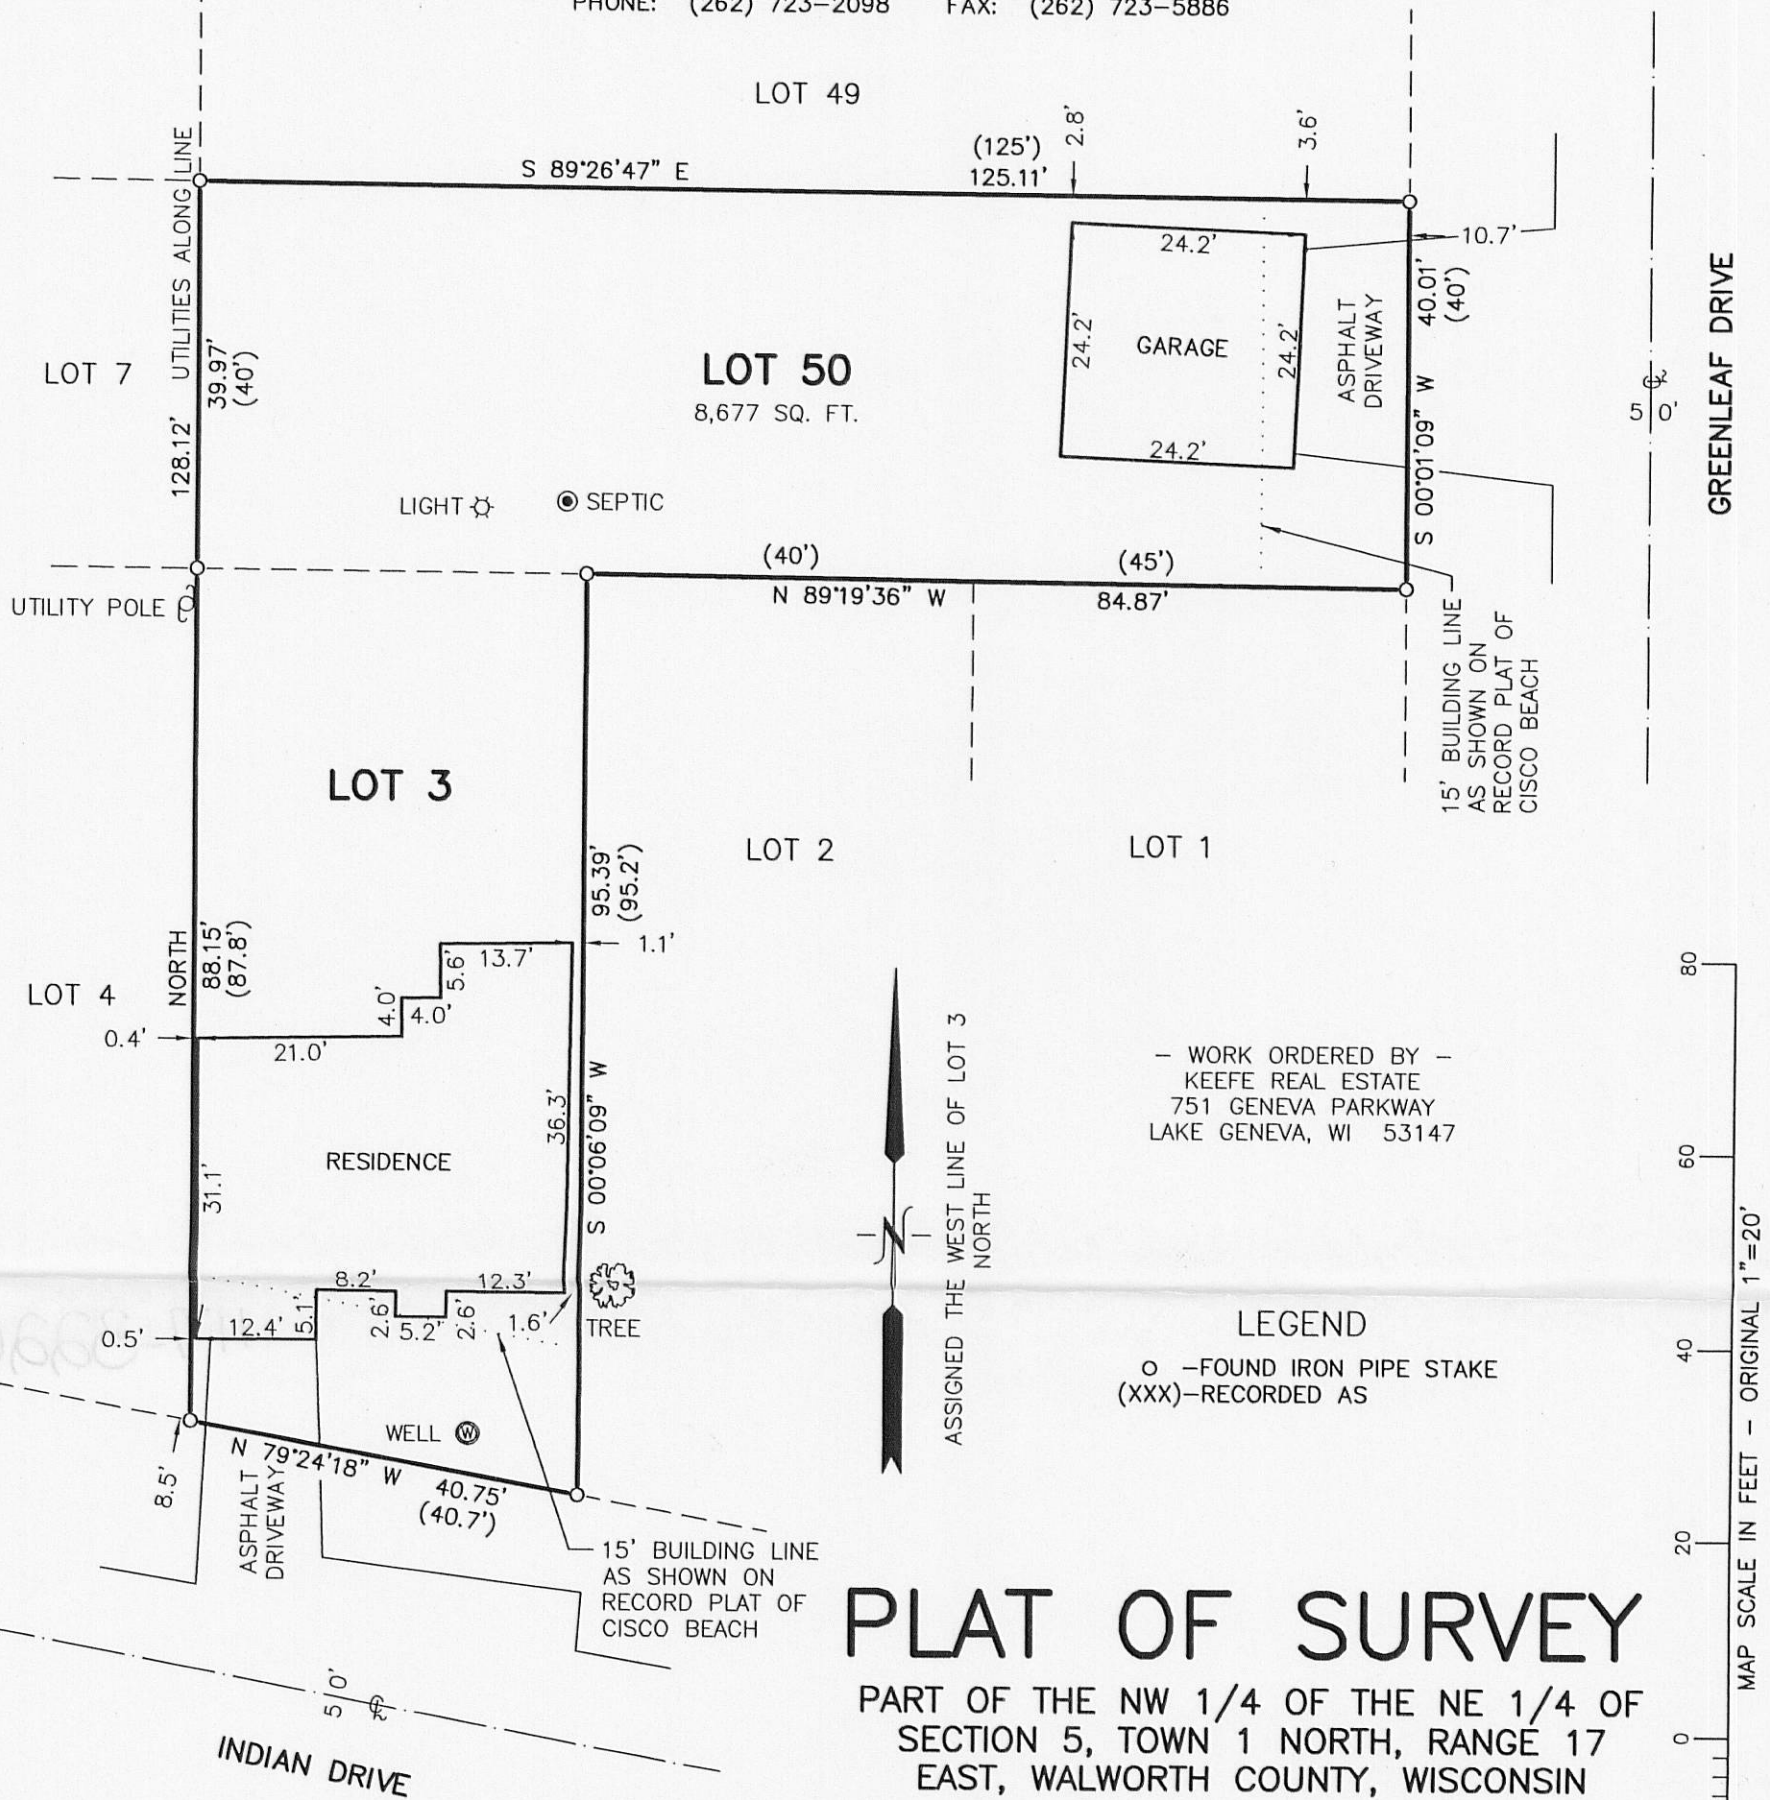 PHONE: (262) 723-2098 FAX: (262) 723-5886
LOT 49
2.8'
3.6'
S 89°26'47" E
(125')
125.11'
UTILITIES ALONG LINE
LOT 7
39.97'
(40')
128.12'
LOT 50
8,677 SQ. FT.
24.2'
24.2'
GARAGE
24.2'
24.2'
ASPHALT
DRIVEWAY
10.7'
40.01'
(40')
S 00°01'09" W
50'
GREENLEAF DRIVE
LIGHT
SEPTIC
(40')
(45')
N 89°19'36" W
84.87'
UTILITY POLE
15' BUILDING LINE
AS SHOWN ON
RECORD PLAT OF
CISCO BEACH
LOT 3
LOT 2
LOT 1
95.39'
(95.2')
1.1'
LOT 4
NORTH
88.15'
(87.8')
5.6'
13.7'
4.0'
4.0'
0.4'
21.0'
36.3'
S 00°06'09" W
RESIDENCE
31.1'
8.2'
12.3'
5.1'
2.6'
5.2'
2.6'
1.6'
TREE
0.5'
12.4'
WELL W
N 79°24'18" W
40.75'
(40.7')
8.5'
ASPHALT
DRIVEWAY
15' BUILDING LINE
AS SHOWN ON
RECORD PLAT OF
CISCO BEACH
50'
INDIAN DRIVE
N
ASSIGNED THE WEST LINE OF LOT 3
NORTH
- WORK ORDERED BY -
KEEFE REAL ESTATE
751 GENEVA PARKWAY
LAKE GENEVA, WI 53147
LEGEND
O -FOUND IRON PIPE STAKE
(XXX)-RECORDED AS
80
60
40
20
0
MAP SCALE IN FEET - ORIGINAL 1"=20'
PLAT OF SURVEY
PART OF THE NW 1/4 OF THE NE 1/4 OF
SECTION 5, TOWN 1 NORTH, RANGE 17
EAST, WALWORTH COUNTY, WISCONSIN